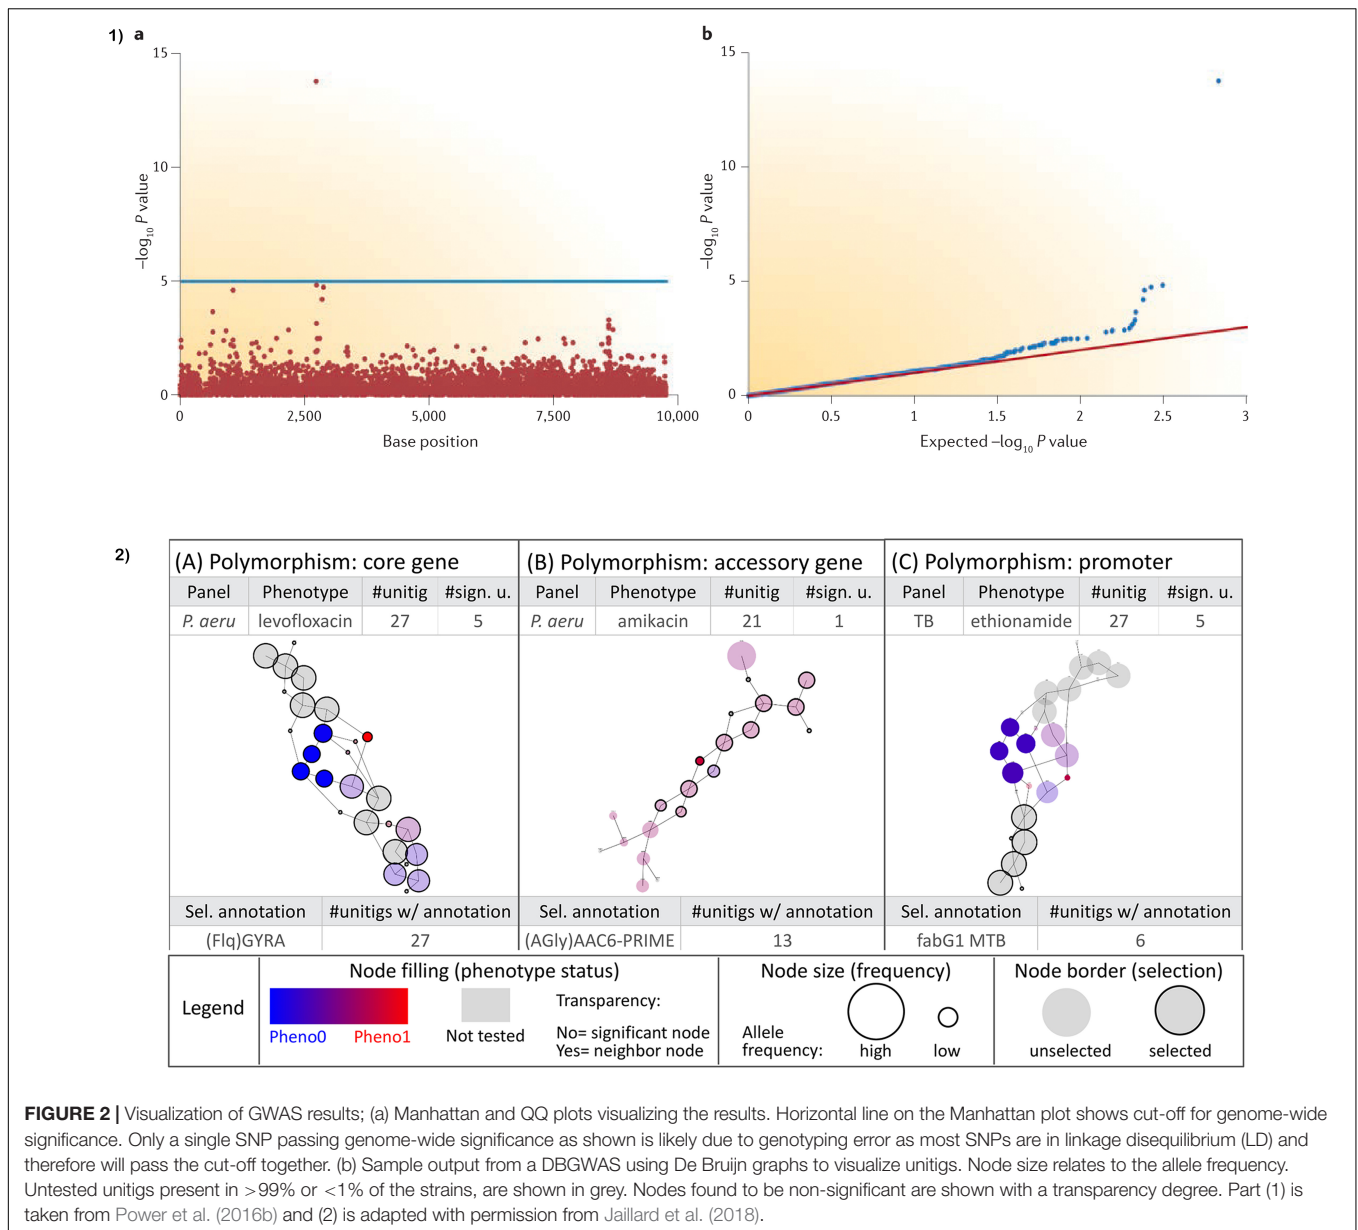 1) a
b
15
10
5
0
−log10 P value
0
2,500
5,000
7,500
10,000
Base position
15
10
5
0
−log10 P value
0
0.5
1
1.5
2
2.5
3
Expected −log10 P value
2)
(A) Polymorphism: core gene
Panel Phenotype #unitig #sign. u.
P. aeru levofloxacin 27 5
Sel. annotation #unitigs w/ annotation
(Flq)GYRA 27
(B) Polymorphism: accessory gene
Panel Phenotype #unitig #sign. u.
P. aeru amikacin 21 1
Sel. annotation #unitigs w/ annotation
(AGly)AAC6-PRIME 13
(C) Polymorphism: promoter
Panel Phenotype #unitig #sign. u.
TB ethionamide 27 5
Sel. annotation #unitigs w/ annotation
fabG1 MTB 6
Legend
Node filling (phenotype status)
Pheno0 Pheno1
Not tested
Transparency:
No= significant node
Yes= neighbor node
Node size (frequency)
Allele
frequency: high low
Node border (selection)
unselected selected
FIGURE 2 | Visualization of GWAS results; (a) Manhattan and QQ plots visualizing the results. Horizontal line on the Manhattan plot shows cut-off for genome-wide
significance. Only a single SNP passing genome-wide significance as shown is likely due to genotyping error as most SNPs are in linkage disequilibrium (LD) and
therefore will pass the cut-off together. (b) Sample output from a DBGWAS using De Bruijn graphs to visualize unitigs. Node size relates to the allele frequency.
Untested unitigs present in >99% or <1% of the strains, are shown in grey. Nodes found to be non-significant are shown with a transparency degree. Part (1) is
taken from Power et al. (2016b) and (2) is adapted with permission from Jaillard et al. (2018).